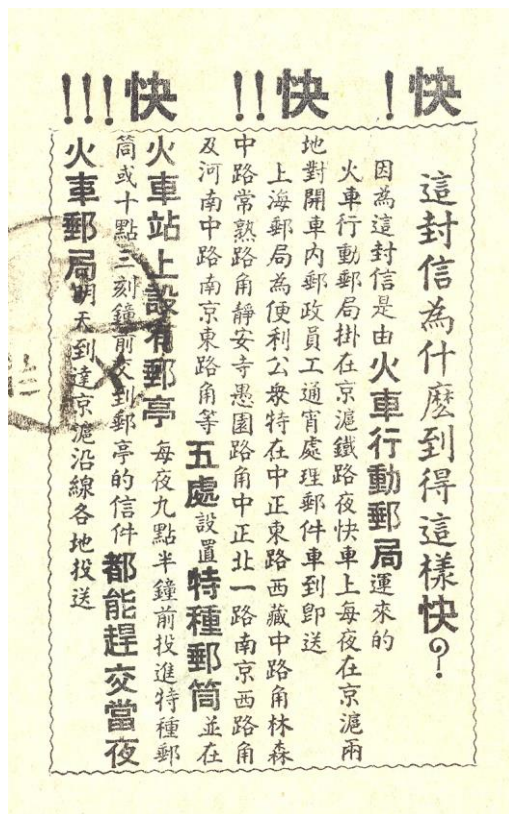 快! 快!! 快!!!
這封信為什麼到得這樣快?
因為這封信是由火車行動郵局運來的
火車行動郵局掛在京滬鐵路夜快車上每夜在京滬兩
地對開車內郵政員工通宵處理郵件車到卽送
上海郵局為便利公衆特在中正東路西藏中路角林森
中路常熟路角靜安寺愚園路角中正北一路南京西路角
及河南中路南京東路角等五處設置特種郵筒並在
火車站上設有郵亭每夜九點半鐘前投進特種郵
筒或十點三刻鐘前交到郵亭的信件都能趕交當夜
火車郵局明天到達京滬沿線各地投送